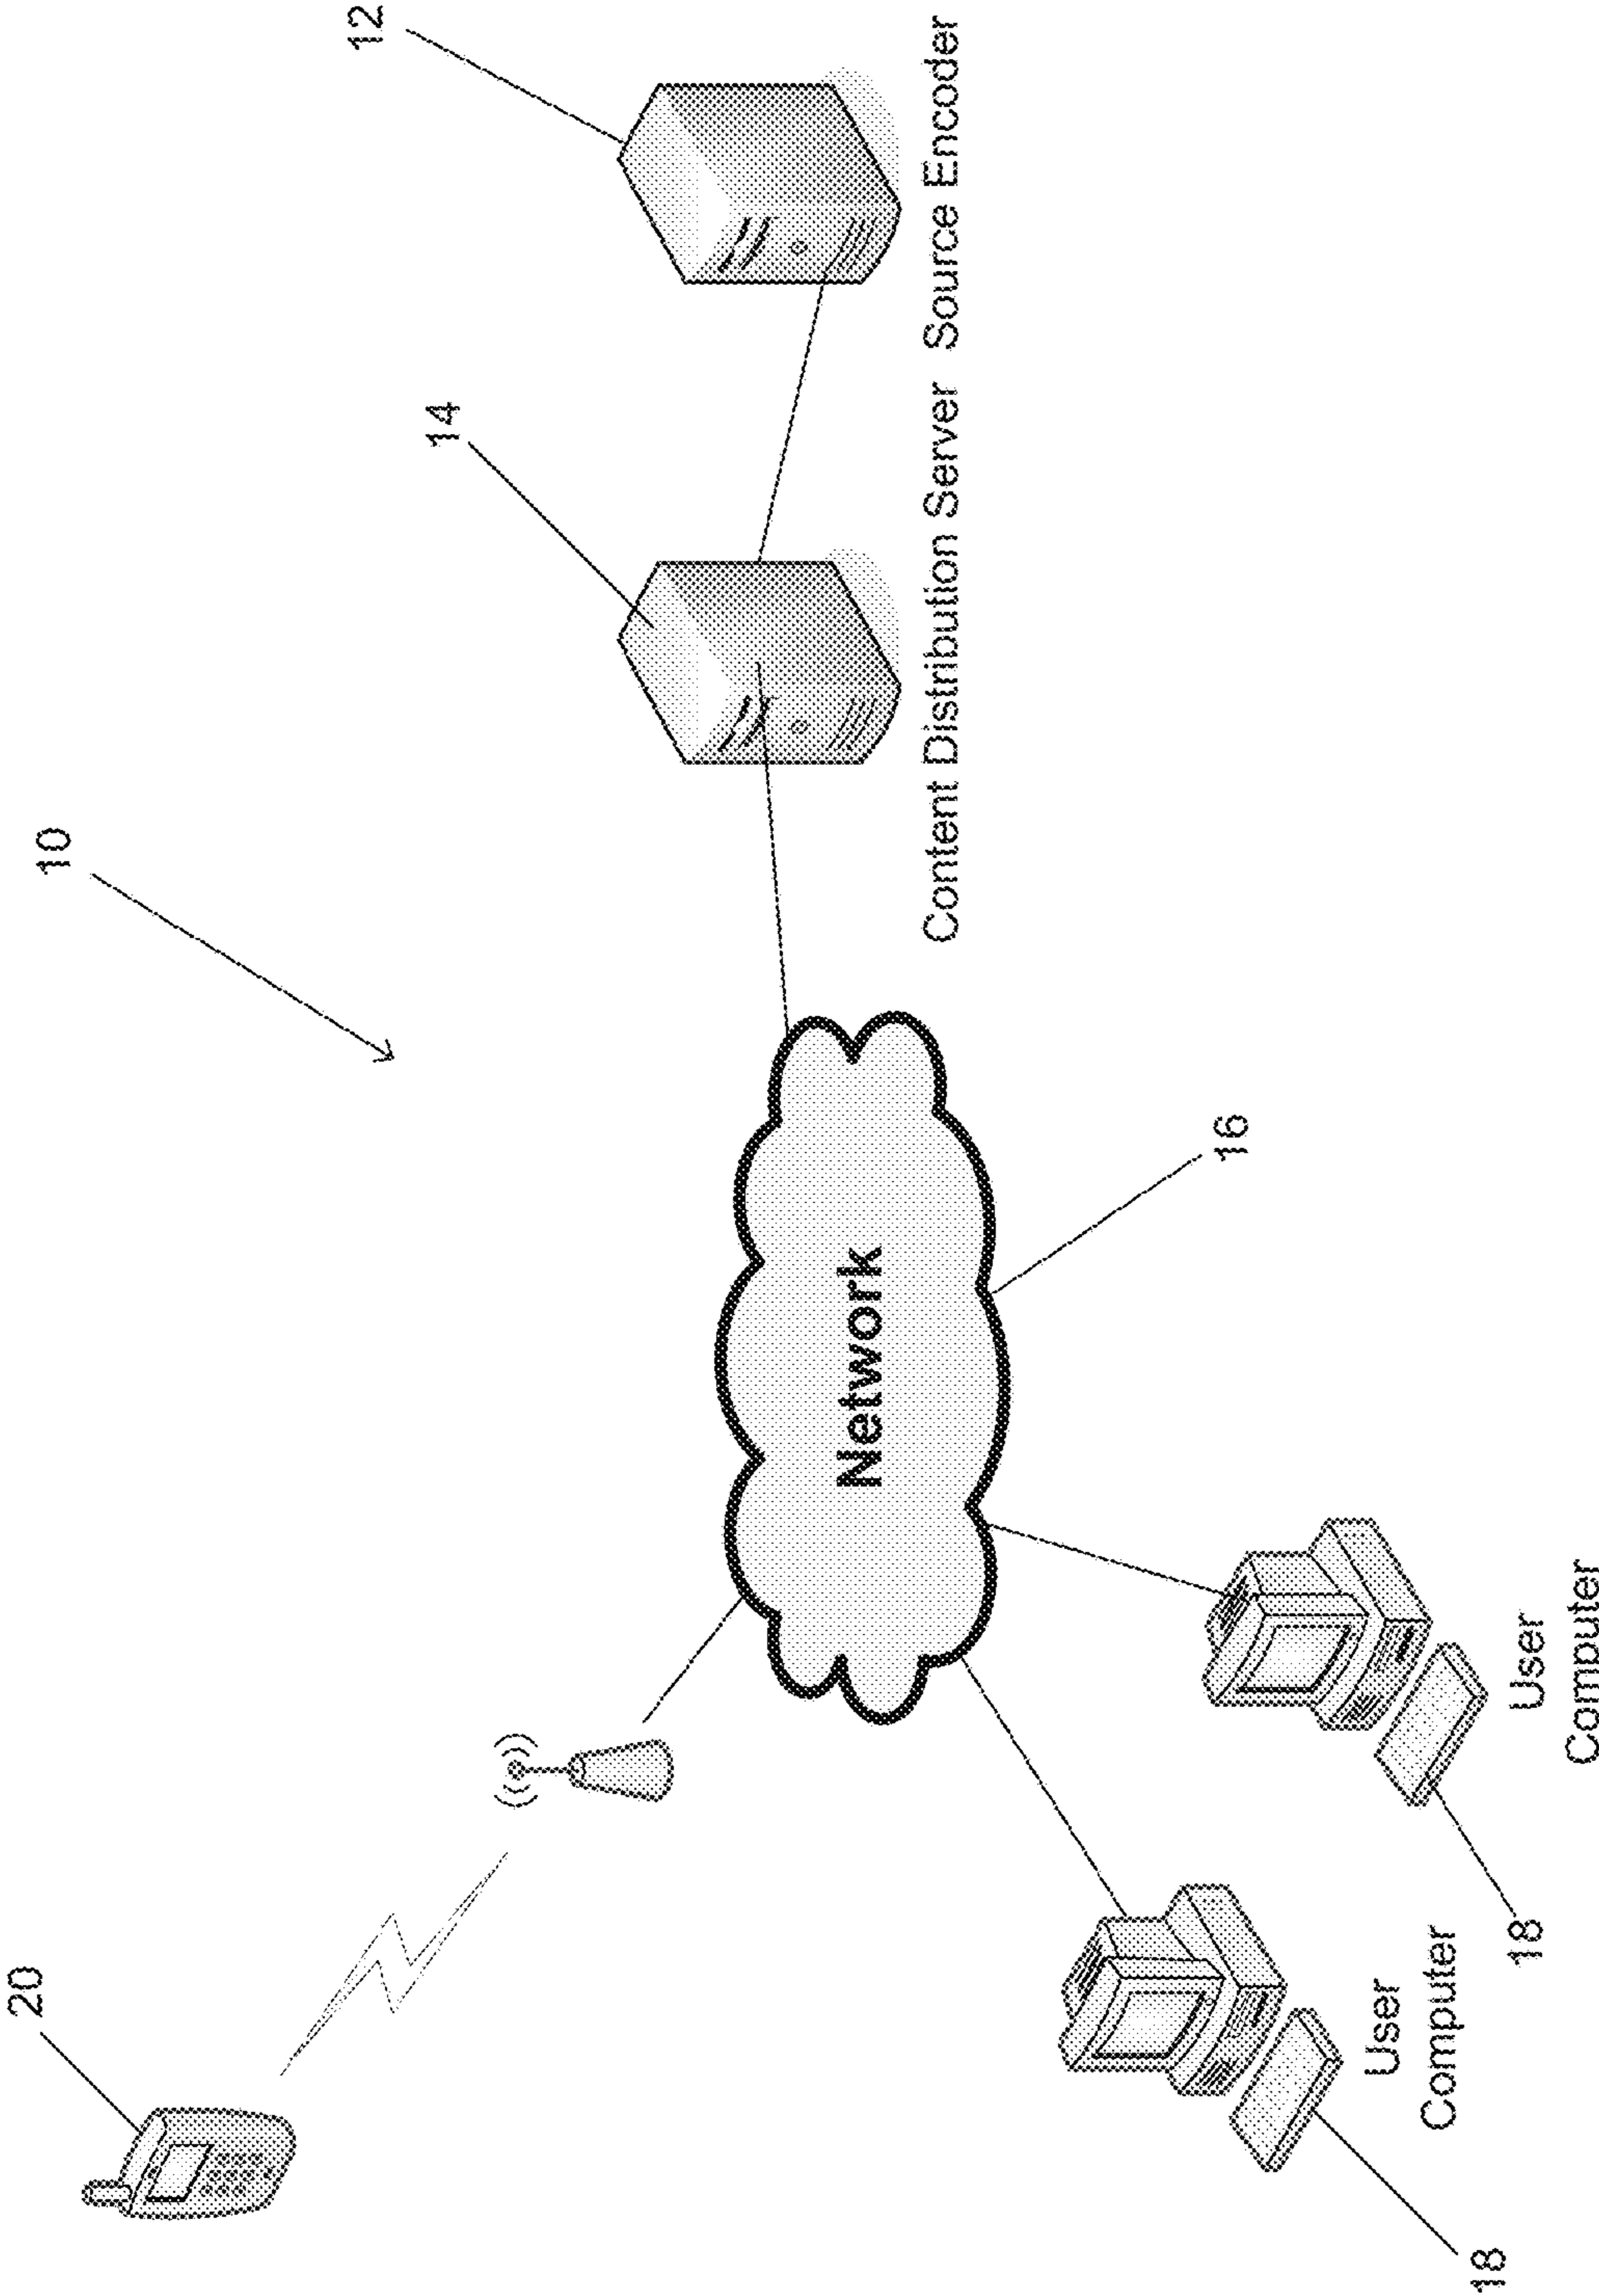 20
10
12
14
Network
Content Distribution Server
Source Encoder
16
User
Computer
18
User
Computer
18